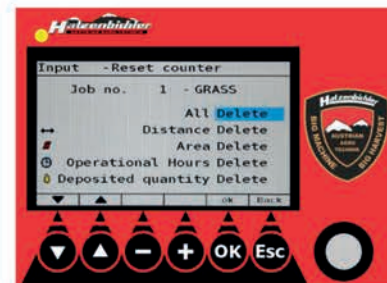 Hatzenbichler
Input -Reset counter
Job no. 1 - GRASS
All Delete
Distance Delete
Area Delete
Operational Hours Delete
Deposited quantity Delete
ok Back
OK Esc
Hatzenbichler
AUSTRIAN
AGRO
TECHNIK
BIG MACHINE
BIG HARVEST